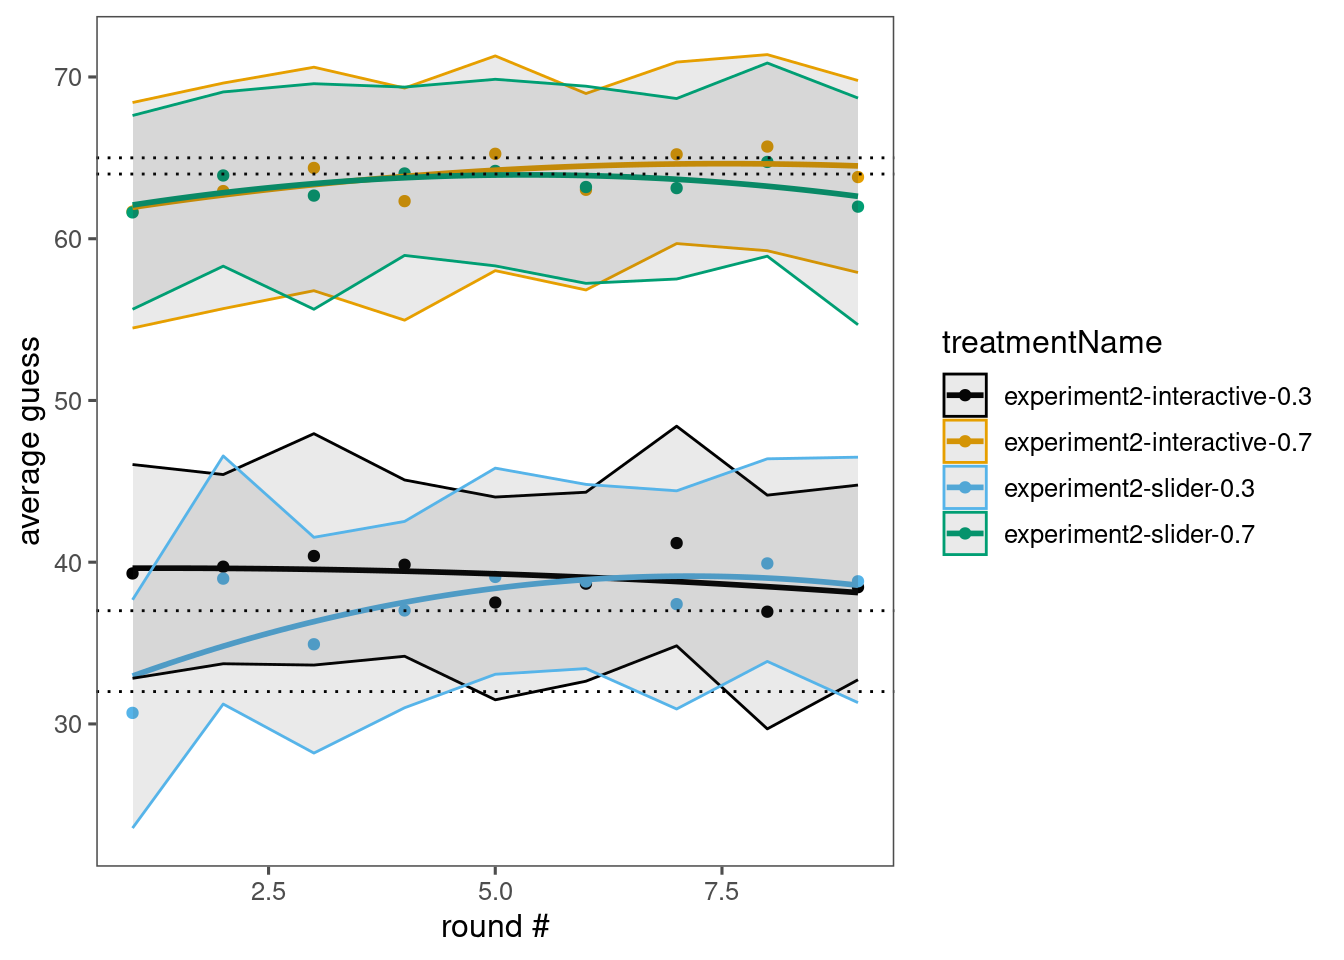 70
60
50
40
30
average guess
2.5 5.0 7.5
round #
treatmentName
experiment2-interactive-0.3
experiment2-interactive-0.7
experiment2-slider-0.3
experiment2-slider-0.7